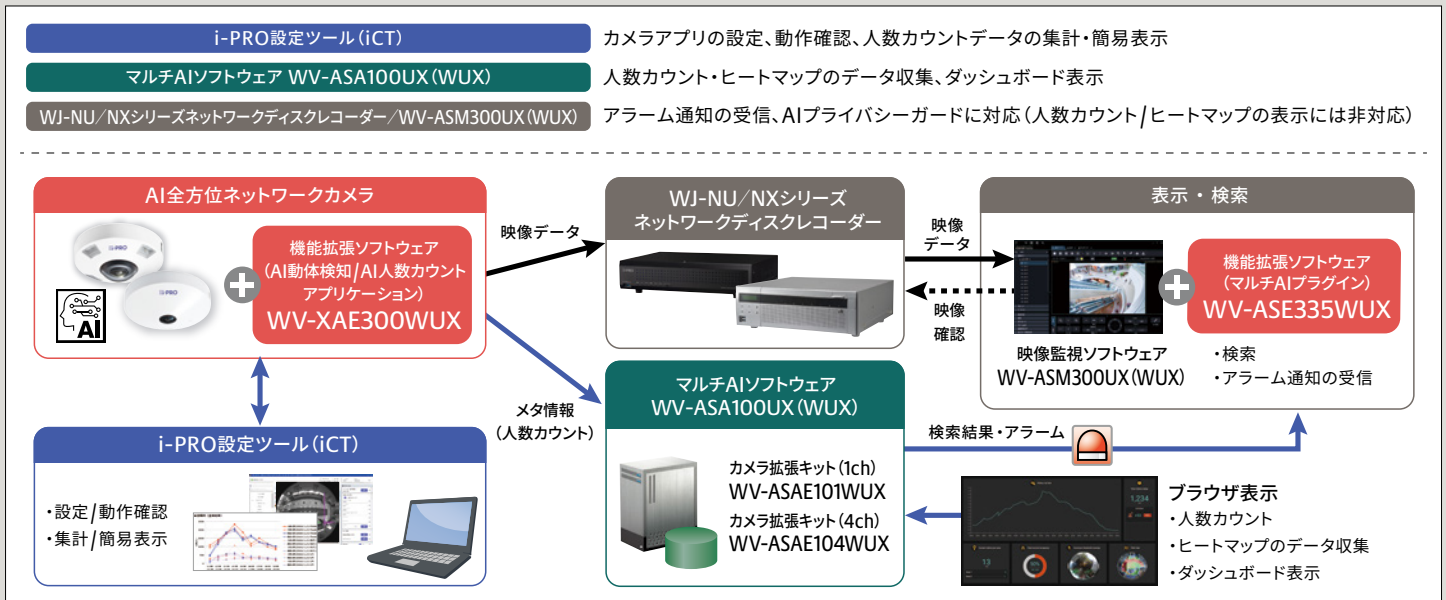 i-PRO設定ツール(iCT)
カメラアプリの設定、動作確認、人数カウントデータの集計・簡易表示
マルチAIソフトウェア WV-ASA100UX(WUX)
人数カウント・ヒートマップのデータ収集、ダッシュボード表示
WJ-NU/NXシリーズネットワークディスクレコーダー/WV-ASM300UX(WUX)
アラーム通知の受信、AIプライバシーガードに対応(人数カウント/ヒートマップの表示には非対応)
AI全方位ネットワークカメラ
i-PRO
i-PRO
AI
機能拡張ソフトウェア
(AI動体検知/AI人数カウント
アプリケーション)
WV-XAE300WUX
映像データ
WJ-NU/NXシリーズ
ネットワークディスクレコーダー
映像
データ
映像
確認
表示・検索
機能拡張ソフトウェア
(マルチAIプラグイン)
WV-ASE335WUX
映像監視ソフトウェア
WV-ASM300UX(WUX)
・検索
・アラーム通知の受信
メタ情報
(人数カウント)
i-PRO設定ツール(iCT)
・設定/動作確認
・集計/簡易表示
マルチAIソフトウェア
WV-ASA100UX(WUX)
カメラ拡張キット(1ch)
WV-ASAE101WUX
カメラ拡張キット(4ch)
WV-ASAE104WUX
検索結果・アラーム
1,234
13
ブラウザ表示
・人数カウント
・ヒートマップのデータ収集
・ダッシュボード表示